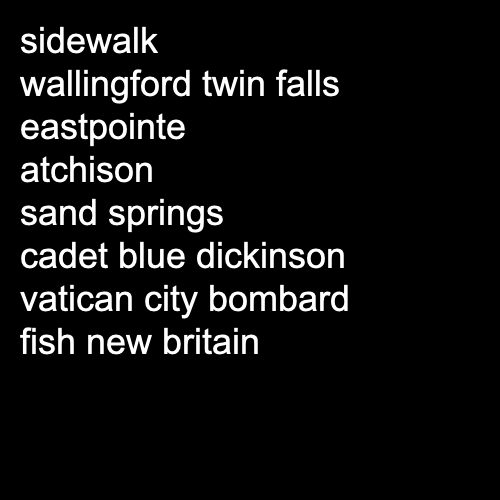 sidewalk
wallingford twin falls
eastpointe
atchison
sand springs
cadet blue dickinson
vatican city bombard
fish new britain